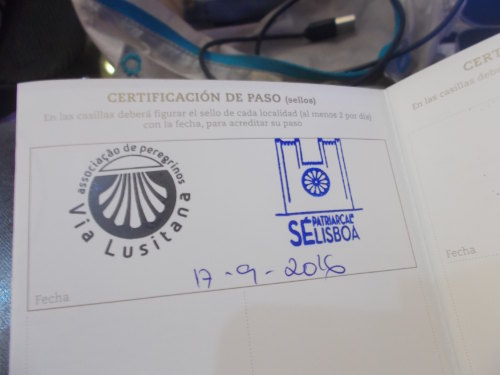 CERTIFICACIÓN DE PASO (sellos)
En las casillas deberá figurar el sello de cada localidad (al menos 2 por día)
con la fecha, para acreditar su paso
associação de peregrinos
Via Lusitana
SÉ PATRIARCAL
LISBOA
17-9-2016
Fecha
CERT
En las casillas deberá
Fecha